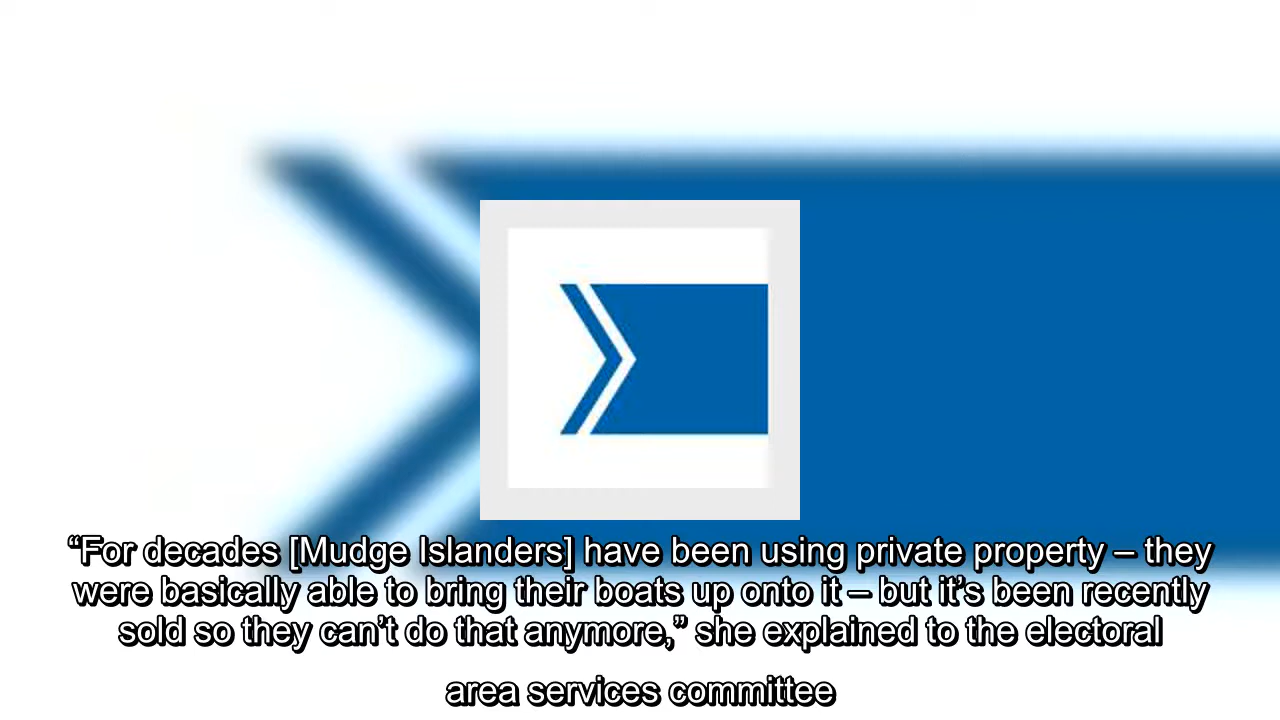 “For decades [Mudge Islanders] have been using private property – they
were basically able to bring their boats up onto it – but it’s been recently
sold so they can’t do that anymore,” she explained to the electoral
area services committee